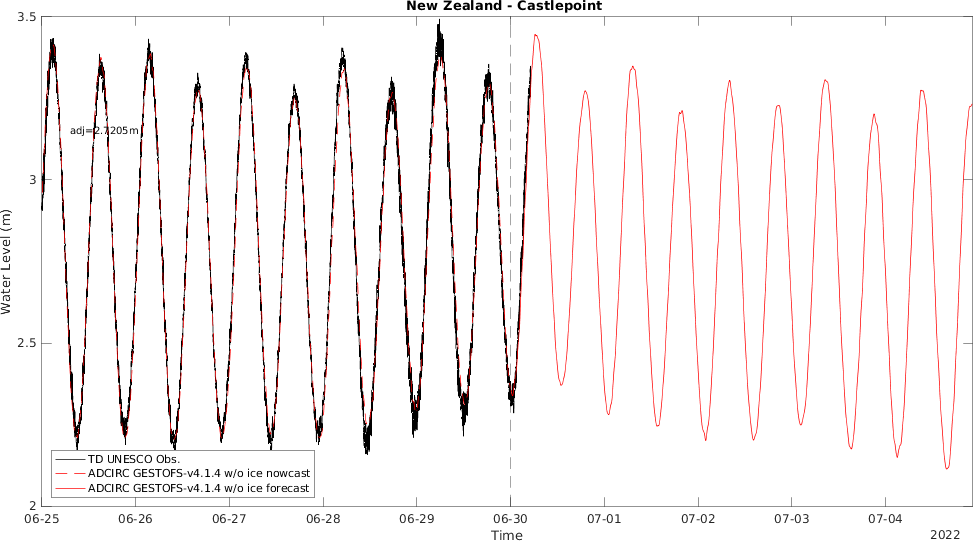 New Zealand - Castlepoint
3.5
3
2.5
2
Water Level (m)
adj=2.7205m
TD UNESCO Obs.
ADCIRC GESTOFS-v4.1.4 w/o ice nowcast
ADCIRC GESTOFS-v4.1.4 w/o ice forecast
06-25 06-26 06-27 06-28 06-29 06-30 07-01 07-02 07-03 07-04
Time
2022